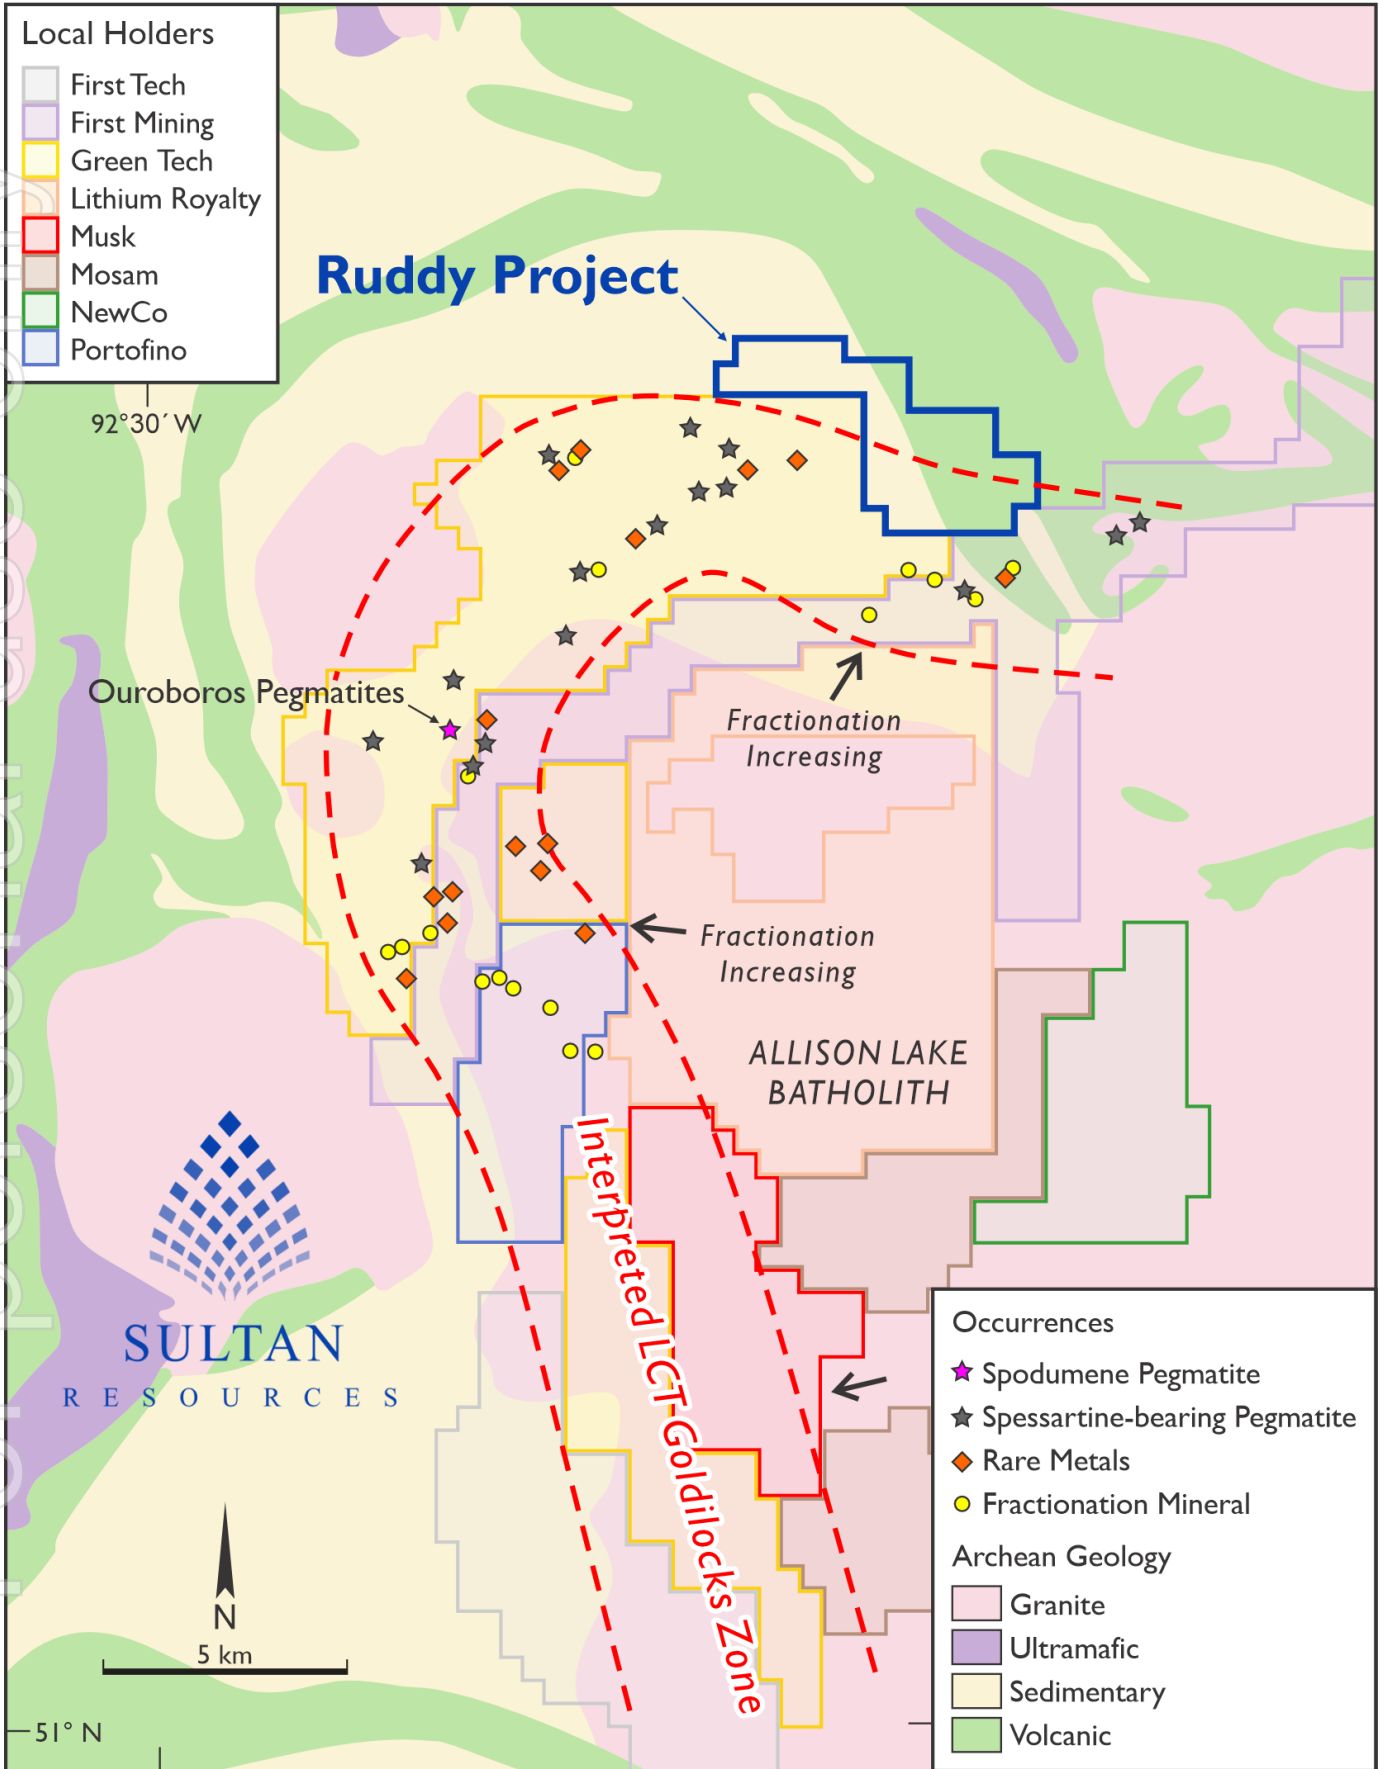 Local Holders
First Tech
First Mining
Green Tech
Lithium Royalty
Musk
Mosam
NewCo
Portofino
92°30´W
Ruddy Project
Ouroboros Pegmatites
Fractionation
Increasing
Fractionation
Increasing
ALLISON LAKE
BATHOLITH
Interpreted LCT Goldilocks Zone
SULTAN
RESOURCES
N
5 km
51° N
Occurrences
Spodumene Pegmatite
Spessartine-bearing Pegmatite
Rare Metals
Fractionation Mineral
Archean Geology
Granite
Ultramafic
Sedimentary
Volcanic